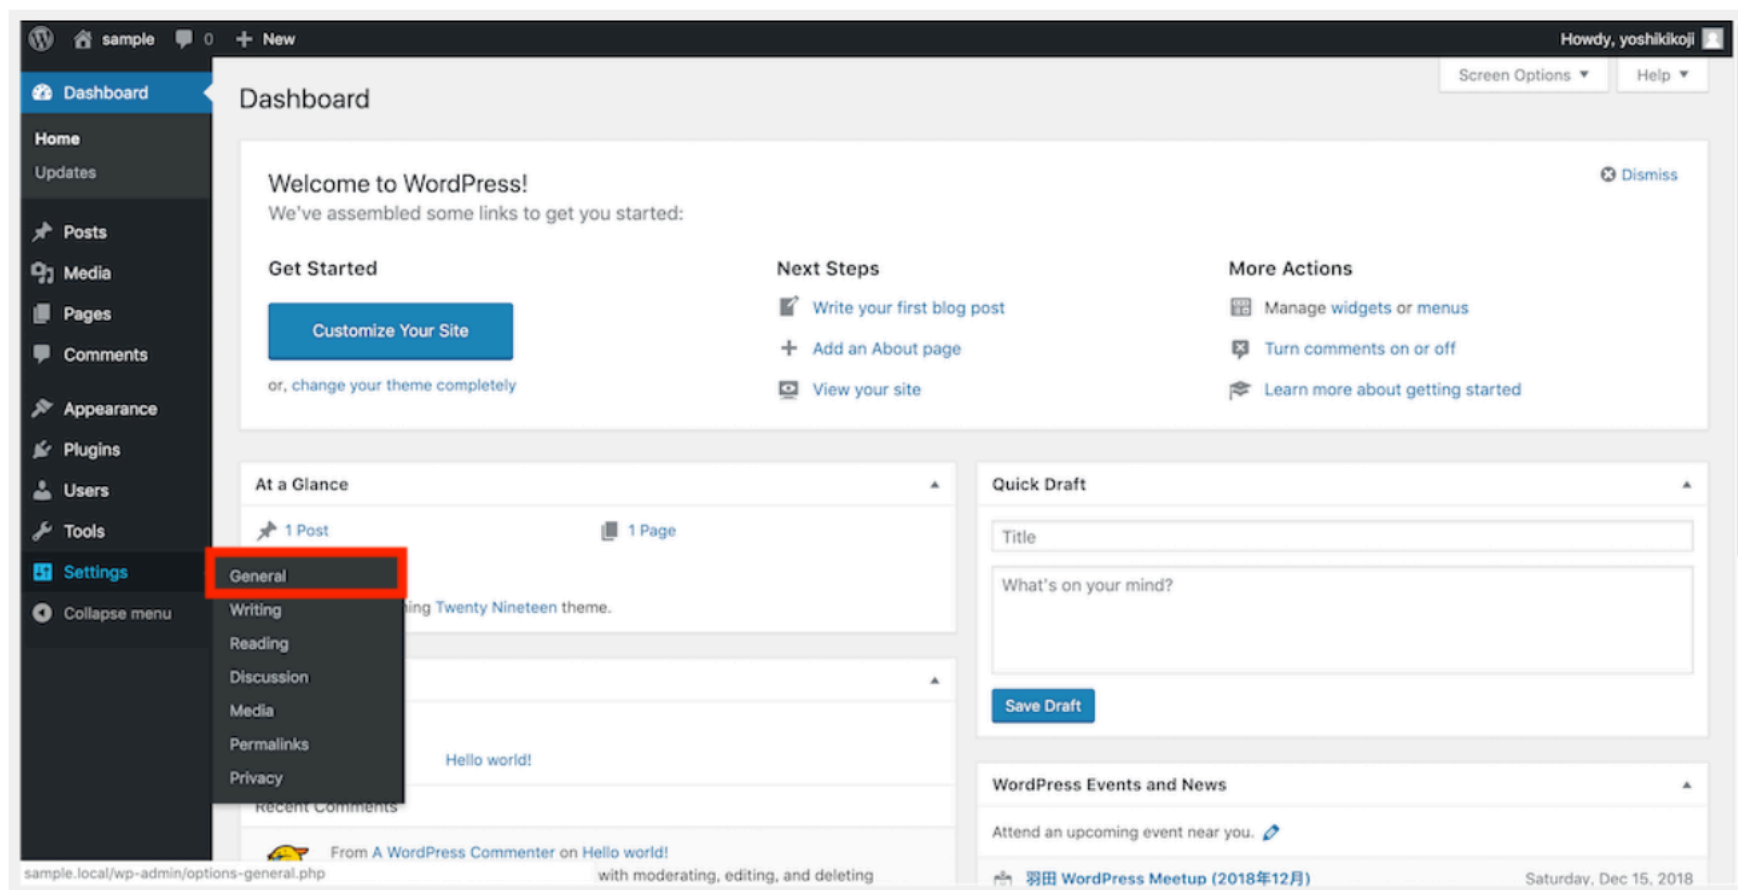 sample 0 + New
Howdy, yoshikikoji
Dashboard
Home
Updates
Posts
Media
Pages
Comments
Appearance
Plugins
Users
Tools
Settings
Collapse menu
General
Writing
Reading
Discussion
Media
Permalinks
Privacy
Dashboard
Screen Options ▼
Help ▼
Welcome to WordPress!
We've assembled some links to get you started:
Dismiss
Get Started
Customize Your Site
or, change your theme completely
Next Steps
Write your first blog post
Add an About page
View your site
More Actions
Manage widgets or menus
Turn comments on or off
Learn more about getting started
At a Glance
1 Post
1 Page
ing Twenty Nineteen theme.
Hello world!
Recent Comments
From A WordPress Commenter on Hello world!
with moderating, editing, and deleting
Quick Draft
Title
What's on your mind?
Save Draft
WordPress Events and News
Attend an upcoming event near you.
羽田 WordPress Meetup (2018年12月)
Saturday, Dec 15, 2018
sample.local/wp-admin/options-general.php